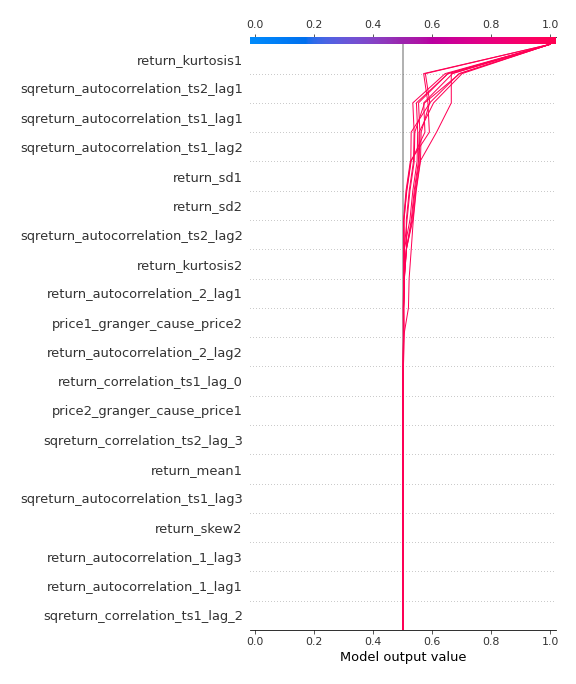 0.0 0.2 0.4 0.6 0.8 1.0
return_kurtosis1
sqreturn_autocorrelation_ts2_lag1
sqreturn_autocorrelation_ts1_lag1
sqreturn_autocorrelation_ts1_lag2
return_sd1
return_sd2
sqreturn_autocorrelation_ts2_lag2
return_kurtosis2
return_autocorrelation_2_lag1
price1_granger_cause_price2
return_autocorrelation_2_lag2
return_correlation_ts1_lag_0
price2_granger_cause_price1
sqreturn_correlation_ts2_lag_3
return_mean1
sqreturn_autocorrelation_ts1_lag3
return_skew2
return_autocorrelation_1_lag3
return_autocorrelation_1_lag1
sqreturn_correlation_ts1_lag_2
0.0 0.2 0.4 0.6 0.8 1.0
Model output value